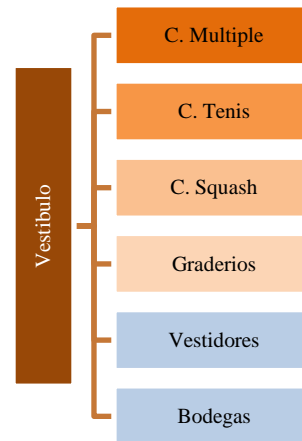 Vestibulo
C. Multiple
C. Tenis
C. Squash
Graderios
Vestidores
Bodegas